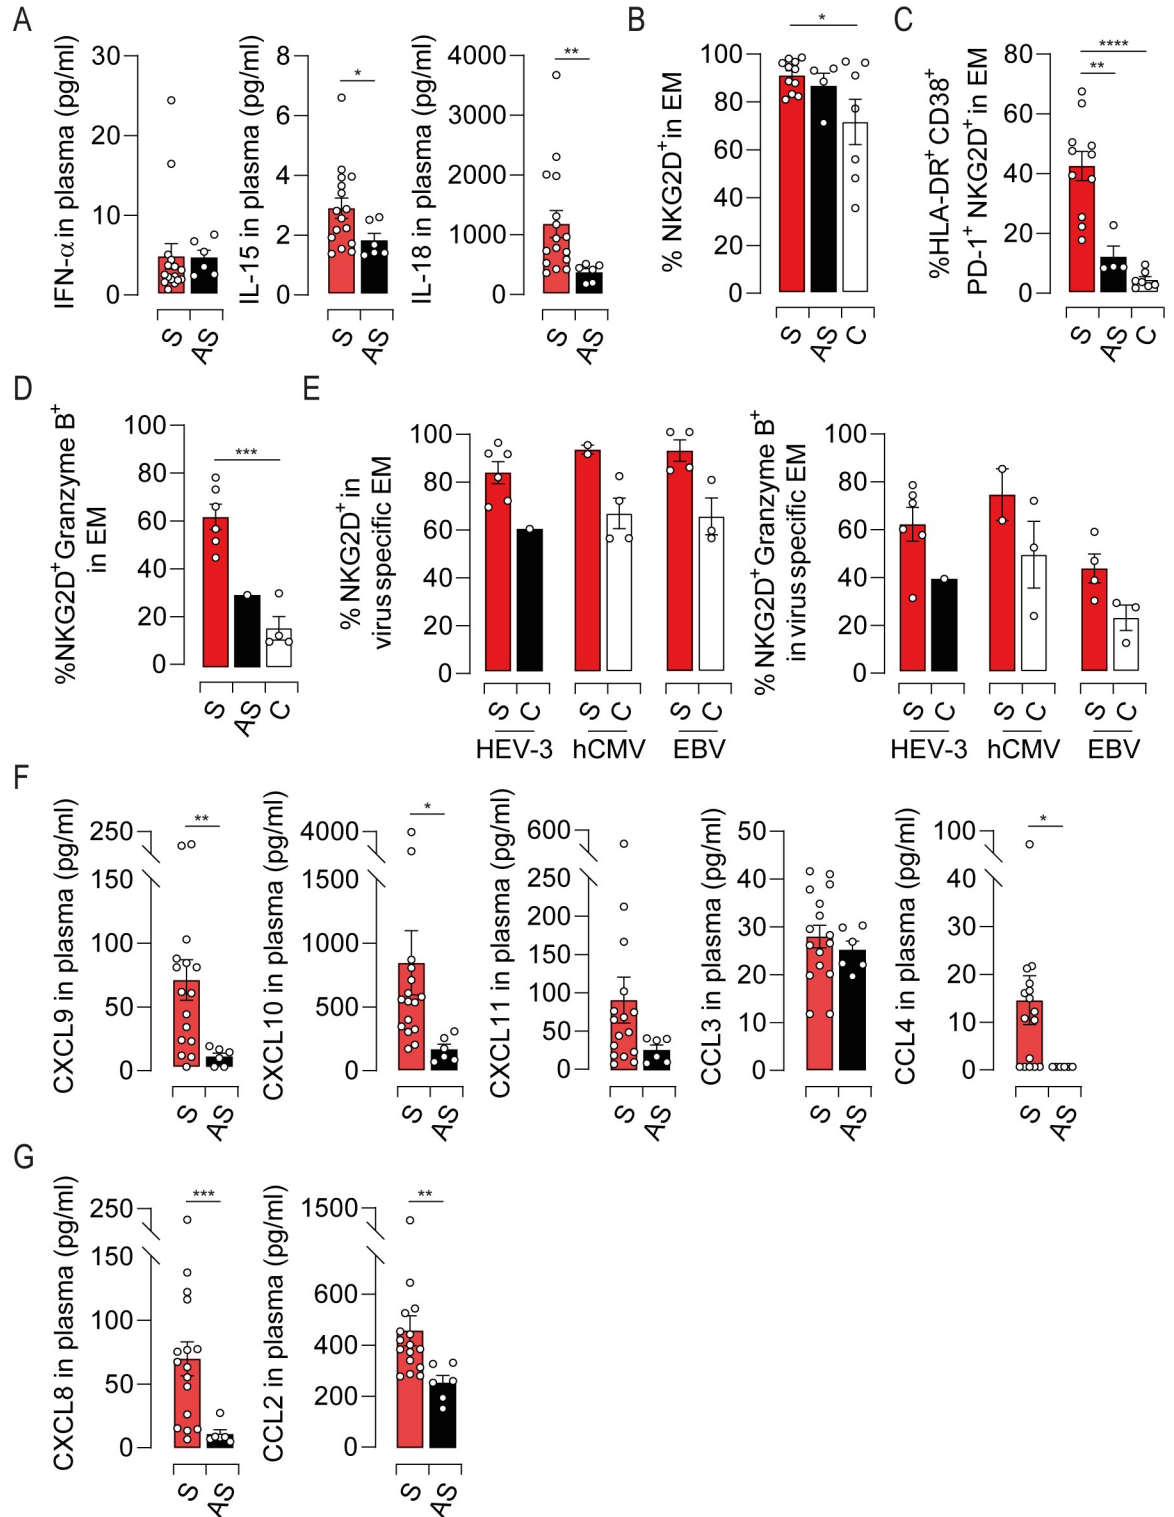 A
IFN-α in plasma (pg/ml)
30
20
10
0
S
AS
IL-15 in plasma (pg/ml)
8
6
4
2
0
*
S
AS
IL-18 in plasma (pg/ml)
4000
3000
2000
1000
0
**
S
AS
B
% NKG2D+ in EM
100
80
60
40
20
0
*
S
AS
C
C
%HLA-DR+ CD38+
PD-1+ NKG2D+ in EM
80
60
40
20
0
****
**
S
AS
C
D
%NKG2D+Granzyme B+
in EM
100
80
60
40
20
0
***
S
AS
C
E
% NKG2D+ in
virus specific EM
100
80
60
40
20
0
S
C
S
C
S
C
HEV-3
hCMV
EBV
% NKG2D+Granzyme B+
in virus specific EM
100
80
60
40
20
0
S
C
S
C
S
C
HEV-3
hCMV
EBV
F
CXCL9 in plasma (pg/ml)
250
150
100
50
0
**
S
AS
CXCL10 in plasma (pg/ml)
4000
1500
1000
500
0
*
S
AS
CXCL11 in plasma (pg/ml)
600
250
200
150
100
50
0
S
AS
CCL3 in plasma (pg/ml)
50
40
30
20
10
0
S
AS
CCL4 in plasma (pg/ml)
100
40
30
20
10
0
*
S
AS
G
CXCL8 in plasma (pg/ml)
250
150
100
50
0
***
S
AS
CCL2 in plasma (pg/ml)
1500
600
400
200
0
**
S
AS